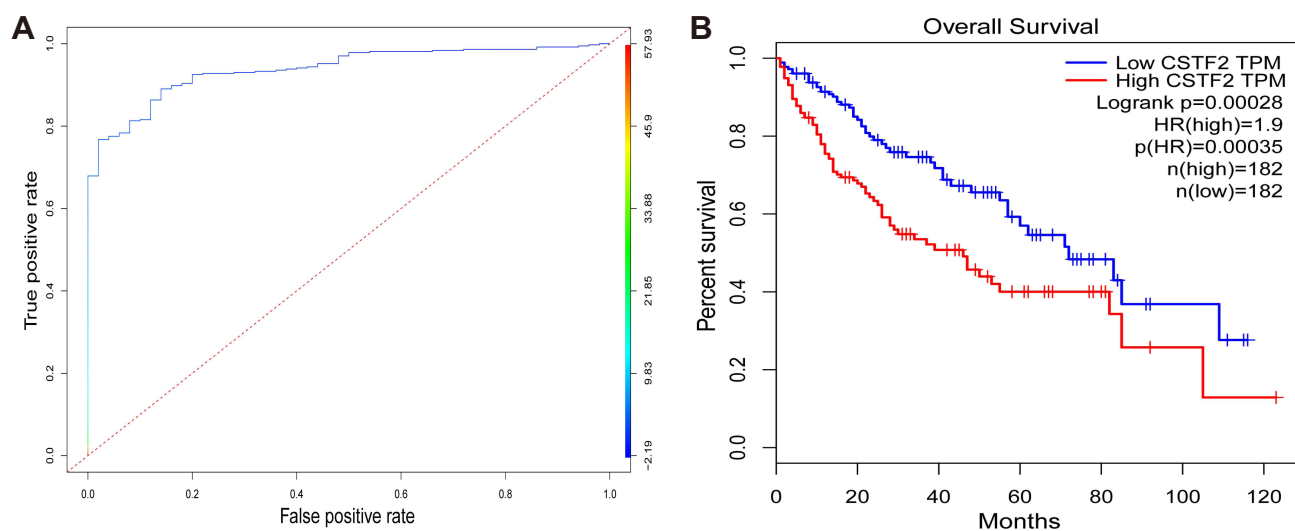 A
True positive rate
1.0
0.8
0.6
0.4
0.2
0.0
0.0
0.2
0.4
0.6
0.8
1.0
False positive rate
57.93
45.9
33.88
21.85
9.83
−2.19
B
Overall Survival
Low CSTF2 TPM
High CSTF2 TPM
Logrank p=0.00028
HR(high)=1.9
p(HR)=0.00035
n(high)=182
n(low)=182
Percent survival
1.0
0.8
0.6
0.4
0.2
0.0
0
20
40
60
80
100
120
Months